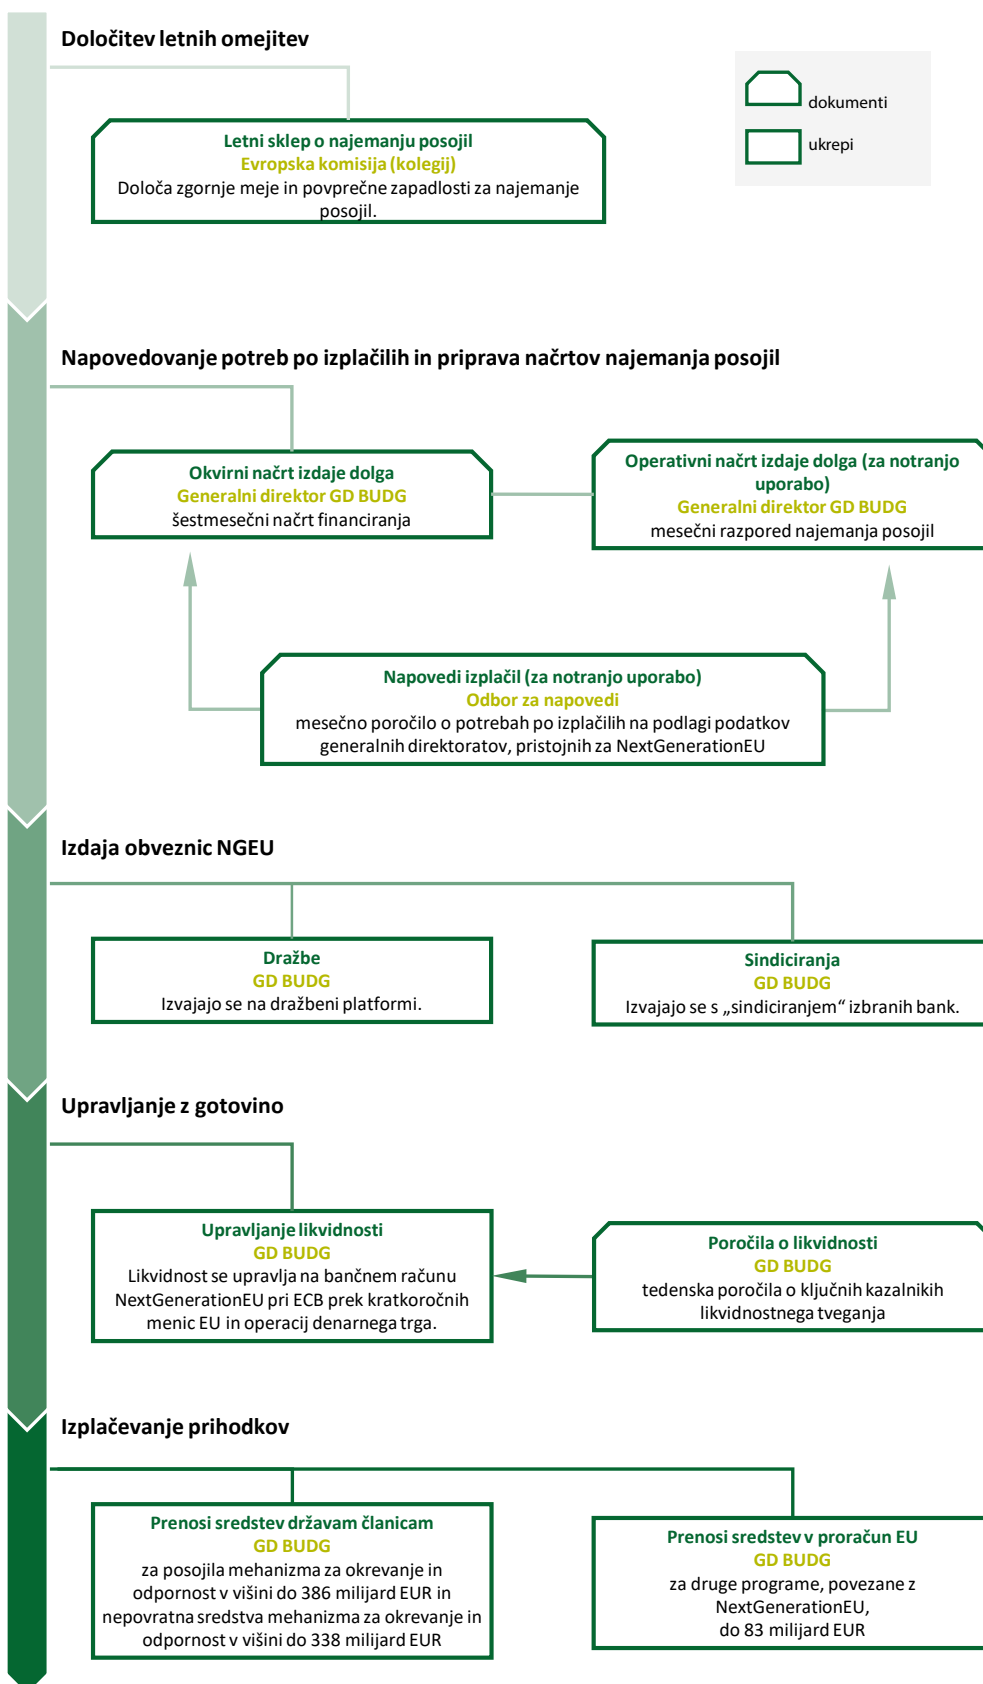 Določitev letnih omejitev
dokumenti
ukrepi
Letni sklep o najemanju posojil
Evropska komisija (kolegij)
Določa zgornje meje in povprečne zapadlosti za najemanje
posojil.
Napovedovanje potreb po izplačilih in priprava načrtov najemanja posojil
Okvirni načrt izdaje dolga
Generalni direktor GD BUDG
šestmesečni načrt financiranja
Operativni načrt izdaje dolga (za notranjo
uporabo)
Generalni direktor GD BUDG
mesečni razpored najemanja posojil
Napovedi izplačil (za notranjo uporabo)
Odbor za napovedi
mesečno poročilo o potrebah po izplačilih na podlagi podatkov
generalnih direktoratov, pristojnih za NextGenerationEU
Izdaja obveznic NGEU
Dražbe
GD BUDG
Izvajajo se na dražbeni platformi.
Sindiciranja
GD BUDG
Izvajajo se s „sindiciranjem“ izbranih bank.
Upravljanje z gotovino
Upravljanje likvidnosti
GD BUDG
Likvidnost se upravlja na bančnem računu
NextGenerationEU pri ECB prek kratkoročnih
menic EU in operacij denarnega trga.
Poročila o likvidnosti
GD BUDG
tedenska poročila o ključnih kazalnikih
likvidnostnega tveganja
Izplačevanje prihodkov
Prenosi sredstev državam članicam
GD BUDG
za posojila mehanizma za okrevanje in
odpornost v višini do 386 milijard EUR in
nepovratna sredstva mehanizma za okrevanje in
odpornost v višini do 338 milijard EUR
Prenosi sredstev v proračun EU
GD BUDG
za druge programe, povezane z
NextGenerationEU,
do 83 milijard EUR